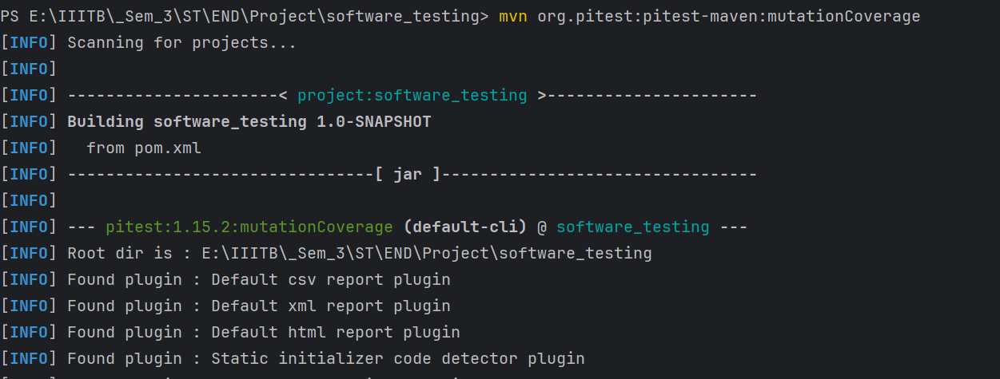 PS E:\IIITB\_Sem_3\ST\END\Project\software_testing> mvn org.pitest:pitest-maven:mutationCoverage
[INFO] Scanning for projects...
[INFO]
[INFO] ----------------------< project:software_testing >----------------------
[INFO] Building software_testing 1.0-SNAPSHOT
[INFO]   from pom.xml
[INFO] --------------------------------[ jar ]---------------------------------
[INFO]
[INFO] --- pitest:1.15.2:mutationCoverage (default-cli) @ software_testing ---
[INFO] Root dir is : E:\IIITB\_Sem_3\ST\END\Project\software_testing
[INFO] Found plugin : Default csv report plugin
[INFO] Found plugin : Default xml report plugin
[INFO] Found plugin : Default html report plugin
[INFO] Found plugin : Static initializer code detector plugin